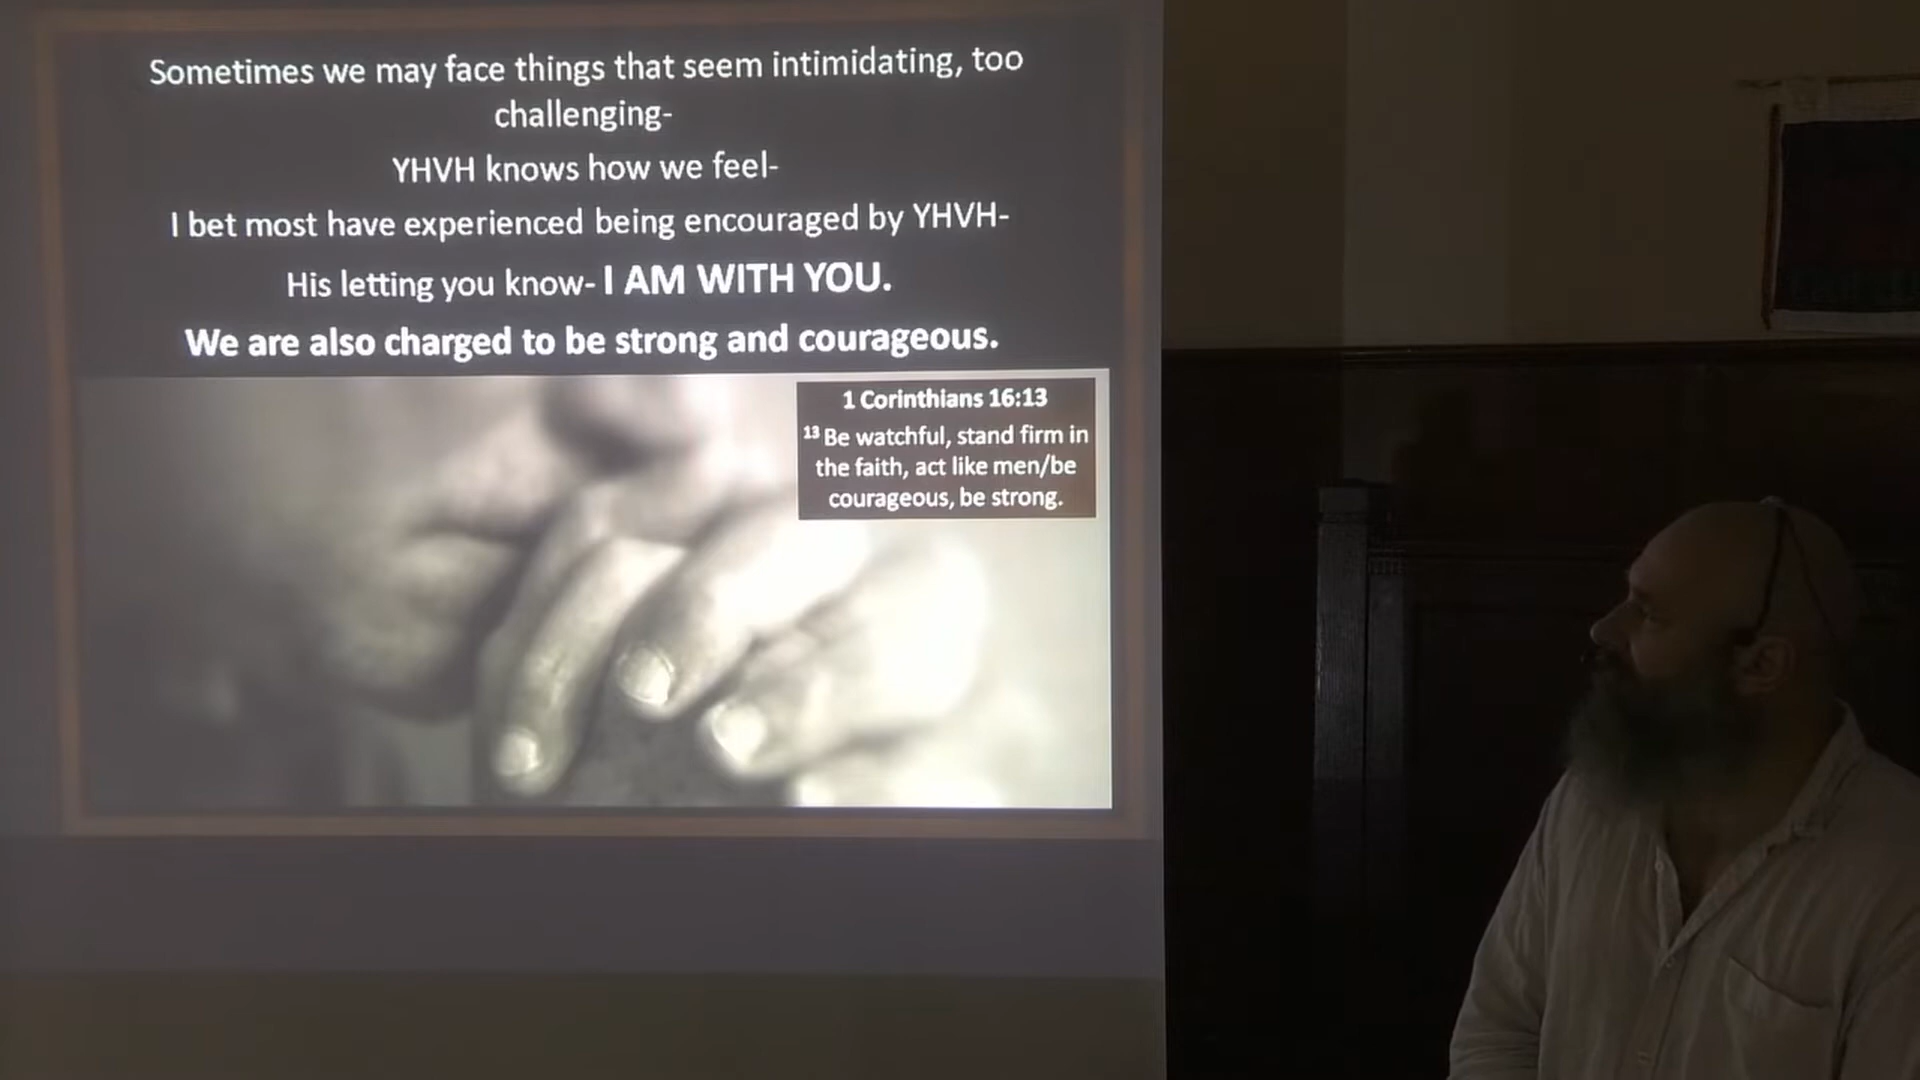 Sometimes we may face things that seem intimidating, too
challenging-
YHVH knows how we feel-
I bet most have experienced being encouraged by YHVH-
His letting you know- I AM WITH YOU.
We are also charged to be strong and courageous.
1 Corinthians 16:13
13 Be watchful, stand firm in
the faith, act like men/be
courageous, be strong.